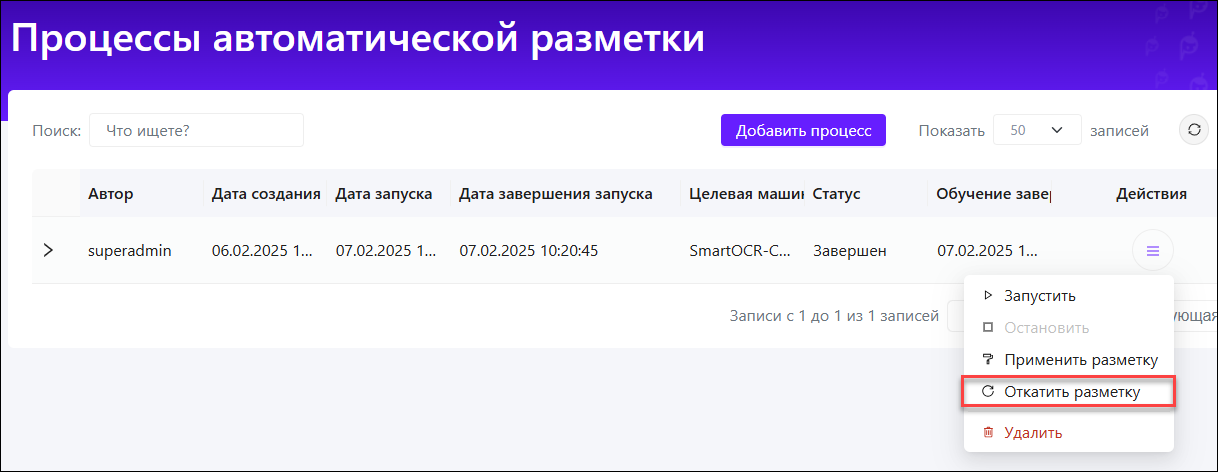 Процессы автоматической разметки
Поиск: Что ищете? Добавить процесс Показать 50 записей
Автор Дата создания Дата запуска Дата завершения запуска Целевая машин Статус Обучение заве Действия
superadmin 06.02.2025 1... 07.02.2025 1... 07.02.2025 10:20:45 SmartOCR-C... Завершен 07.02.2025 1...
Записи с 1 до 1 из 1 записей ующая
Запустить
Остановить
Применить разметку
Откатить разметку
Удалить